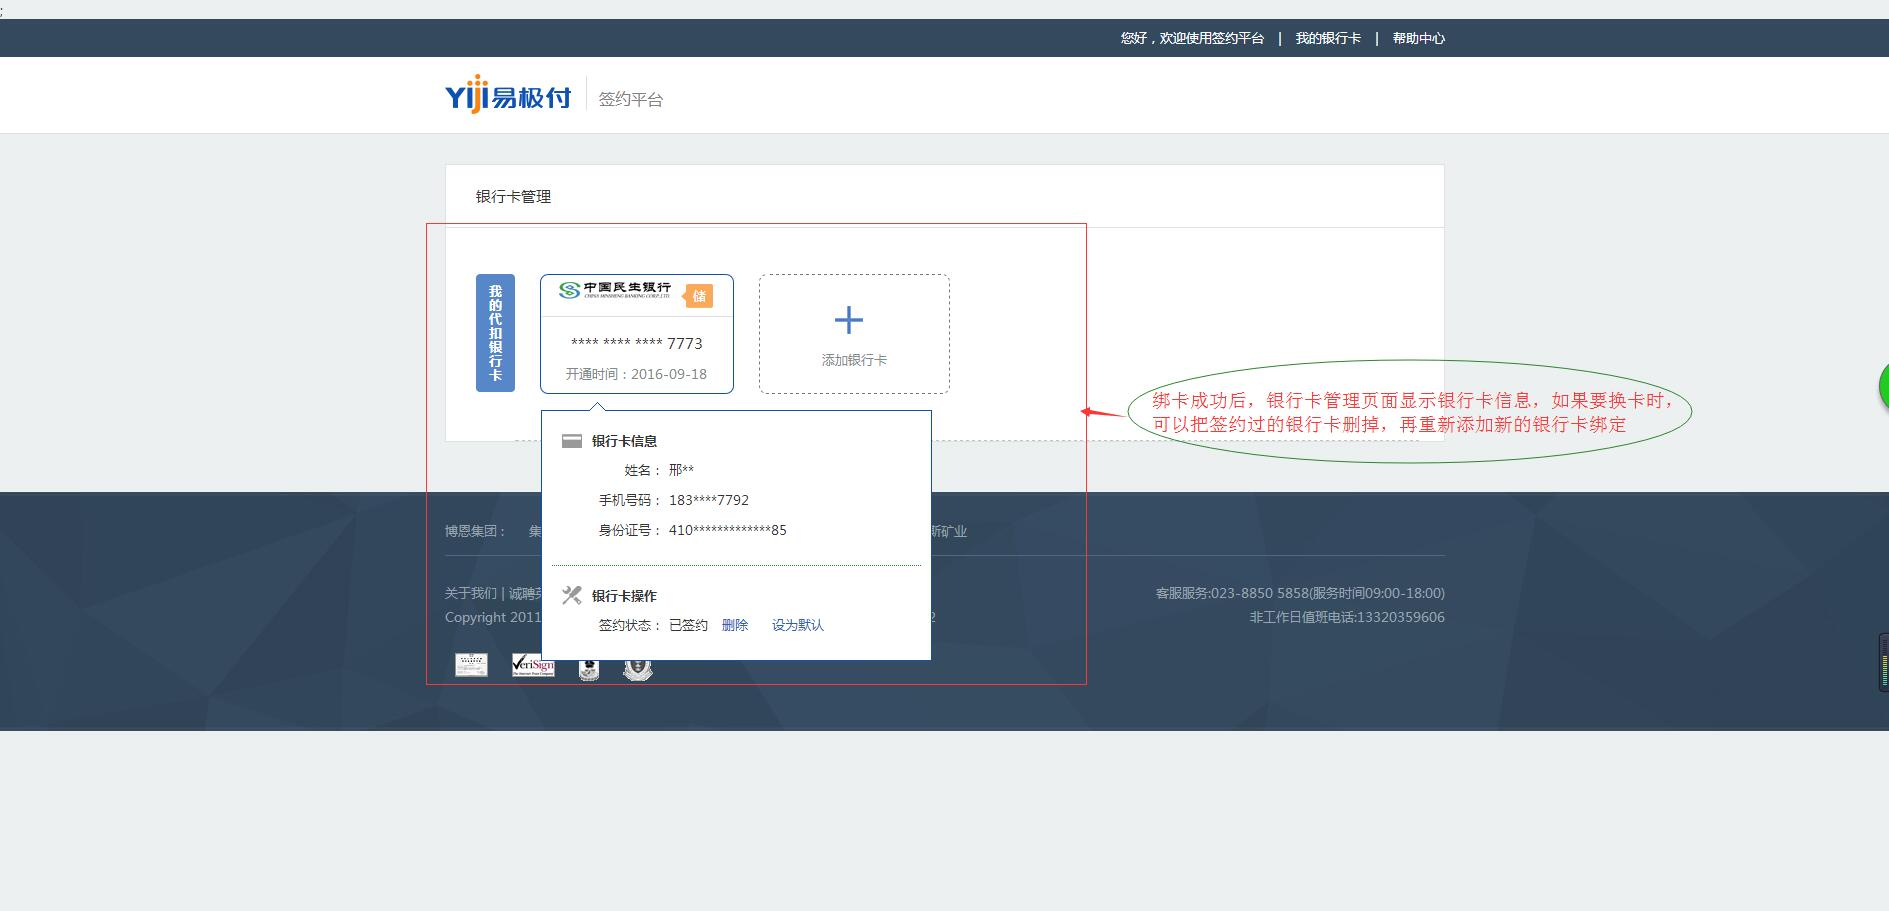 ;
您好，欢迎使用签约平台 | 我的银行卡 | 帮助中心
Yiji易极付 签约平台
银行卡管理
我的代扣银行卡
中国民生银行 储
CHINA MINSHENG BANKING CORP.,LTD.
**** **** **** 7773
开通时间：2016-09-18
添加银行卡
绑卡成功后，银行卡管理页面显示银行卡信息，如果要换卡时，
可以把签约过的银行卡删掉，再重新添加新的银行卡绑定
银行卡信息
姓名： 邢**
手机号码： 183****7792
身份证号： 410*************85
银行卡操作
签约状态： 已签约 删除 设为默认
博恩集团： 集 斯矿业
关于我们 | 诚聘英
客服服务:023-8850 5858(服务时间09:00-18:00)
Copyright 2011 2
非工作日值班电话:13320359606
VeriSign